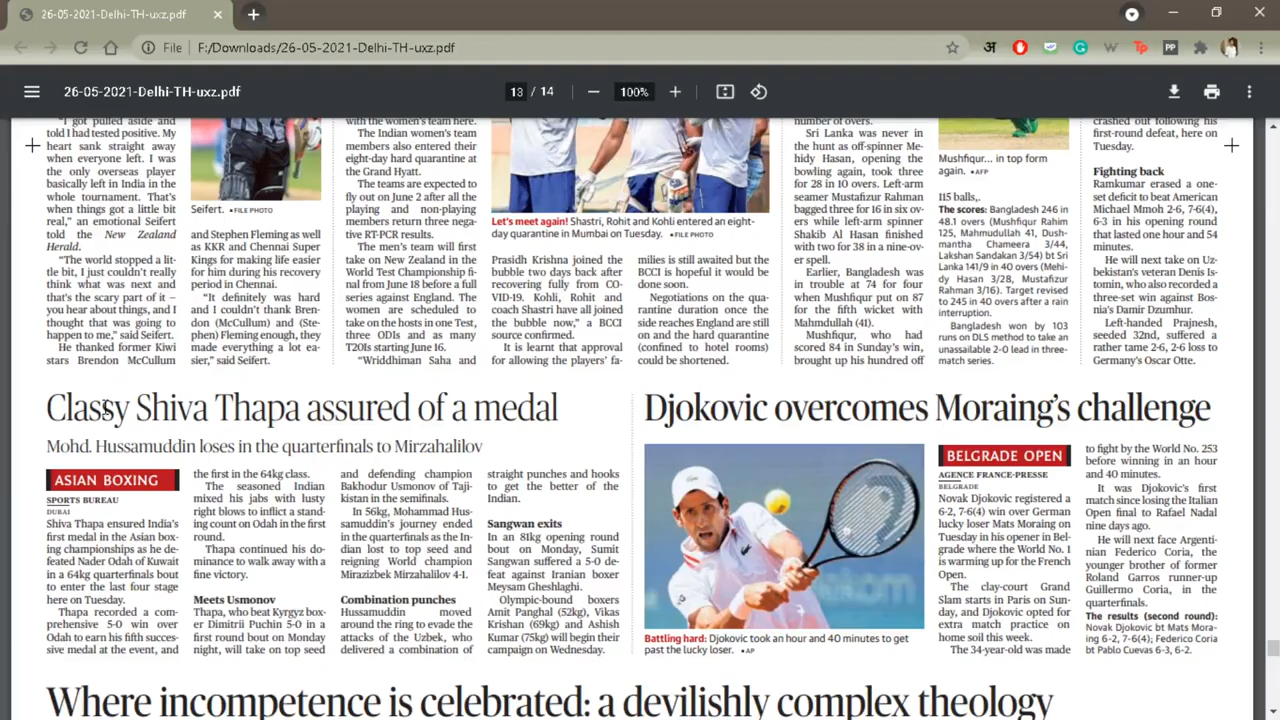 26-05-2021-Delhi-TH-uxz.pdf
File
F:/Downloads/26-05-2021-Delhi-TH-uxz.pdf
26-05-2021-Delhi-TH-uxz.pdf
13 / 14
100%
"I got pulled aside and
told I had tested positive. My
heart sank straight away
when everyone left. I was
the only overseas player
basically left in India in the
whole tournament. That's
when things got a little bit
real," an emotional Seifert
told the New Zealand
Herald.
"The world stopped a lit-
tle bit, I just couldn't really
think what was next and
that's the scary part of it –
you hear about things, and I
thought that was going to
happen to me," said Seifert.
He thanked former Kiwi
stars Brendon McCullum
Seifert. •FILE PHOTO
and Stephen Fleming as well
as KKR and Chennai Super
Kings for making life easier
for him during his recovery
period in Chennai.
"It definitely was hard
and I couldn't thank Bren-
don (McCullum) and (Ste-
phen) Fleming enough, they
made everything a lot ea-
sier," said Seifert.
with the women's team here.
The Indian women's team
members also entered their
eight-day hard quarantine at
the Grand Hyatt.
The teams are expected to
fly out on June 2 after all the
playing and non-playing
members return three nega-
tive RT-PCR results.
The men's team will first
take on New Zealand in the
World Test Championship fi-
nal from June 18 before a full
series against England. The
women are scheduled to
take on the hosts in one Test,
three ODIs and as many
T20Is starting June 16.
"Wriddhiman Saha and
Let's meet again! Shastri, Rohit and Kohli entered an eight-
day quarantine in Mumbai on Tuesday. •FILE PHOTO
Prasidh Krishna joined the
bubble two days back after
recovering fully from CO-
VID-19. Kohli, Rohit and
coach Shastri have all joined
the bubble now," a BCCI
source confirmed.
It is learnt that approval
for allowing the players' fa-
milies is still awaited but the
BCCI is hopeful it would be
done soon.
Negotiations on the qua-
rantine duration once the
side reaches England are still
on and the hard quarantine
(confined to hotel rooms)
could be shortened.
number of overs.
Sri Lanka was never in
the hunt as off-spinner Me-
hidy Hasan, opening the
bowling again, took three
for 28 in 10 overs. Left-arm
seamer Mustafizur Rahman
bagged three for 16 in six ov-
ers while left-arm spinner
Shakib Al Hasan finished
with two for 38 in a nine-ov-
er spell.
Earlier, Bangladesh was
in trouble at 74 for four
when Mushfiqur put on 87
for the fifth wicket with
Mahmdullah (41).
Mushfiqur, who had
scored 84 in Sunday's win,
brought up his hundred off
Mushfiqur... in top form
again. •AFP
115 balls,.
The scores: Bangladesh 246 in
48.1 overs (Mushfiqur Rahim
125, Mahmudullah 41, Dush-
mantha Chameera 3/44,
Lakshan Sandakan 3/54) bt Sri
Lanka 141/9 in 40 overs (Mehi-
dy Hasan 3/28, Mustafizur
Rahman 3/16). Target revised
to 245 in 40 overs after a rain
interruption.
Bangladesh won by 103
runs on DLS method to take an
unassailable 2-0 lead in three-
match series.
crashed out following his
first-round defeat, here on
Tuesday.
Fighting back
Ramkumar erased a one-
set deficit to beat American
Michael Mmoh 2-6, 7-6(4),
6-3 in his opening round
that lasted one hour and 54
minutes.
He will next take on Uz-
bekistan's veteran Denis Is-
tomin, who also recorded a
three-set win against Bos-
nia's Damir Dzumhur.
Left-handed Prajnesh,
seeded 32nd, suffered a
rather tame 2-6, 2-6 loss to
Germany's Oscar Otte.
Classy Shiva Thapa assured of a medal
Mohd. Hussamuddin loses in the quarterfinals to Mirzahalilov
ASIAN BOXING
SPORTS BUREAU
DUBAI
Shiva Thapa ensured India's
first medal in the Asian box-
ing championships as he de-
feated Nader Odah of Kuwait
in a 64kg quarterfinals bout
to enter the last four stage
here on Tuesday.
Thapa recorded a com-
prehensive 5-0 win over
Odah to earn his fifth succes-
sive medal at the event, and
the first in the 64kg class.
The seasoned Indian
mixed his jabs with lusty
right blows to inflict a stand-
ing count on Odah in the first
round.
Thapa continued his do-
minance to walk away with a
fine victory.
Meets Usmonov
Thapa, who beat Kyrgyz box-
er Dimitrii Puchin 5-0 in a
first round bout on Monday
night, will take on top seed
and defending champion
Bakhodur Usmonov of Taji-
kistan in the semifinals.
In 56kg, Mohammad Hus-
samuddin's journey ended
in the quarterfinals as the In-
dian lost to top seed and
reigning World champion
Mirazizbek Mirzahalilov 4-1.
Combination punches
Hussamuddin moved
around the ring to evade the
attacks of the Uzbek, who
delivered a combination of
straight punches and hooks
to get the better of the
Indian.
Sangwan exits
In an 81kg opening round
bout on Monday, Sumit
Sangwan suffered a 5-0 de-
feat against Iranian boxer
Meysam Gheshlaghi.
Olympic-bound boxers
Amit Panghal (52kg), Vikas
Krishan (69kg) and Ashish
Kumar (75kg) will begin their
campaign on Wednesday.
Djokovic overcomes Moraing's challenge
Battling hard: Djokovic took an hour and 40 minutes to get
past the lucky loser. •AP
BELGRADE OPEN
AGENCE FRANCE-PRESSE
BELGRADE
Novak Djokovic registered a
6-2, 7-6(4) win over German
lucky loser Mats Moraing on
Tuesday in his opener in Bel-
grade where the World No. 1
is warming up for the French
Open.
The clay-court Grand
Slam starts in Paris on Sun-
day, and Djokovic opted for
extra match practice on
home soil this week.
The 34-year-old was made
to fight by the World No. 253
before winning in an hour
and 40 minutes.
It was Djokovic's first
match since losing the Italian
Open final to Rafael Nadal
nine days ago.
He will next face Argenti-
nian Federico Coria, the
younger brother of former
Roland Garros runner-up
Guillermo Coria, in the
quarterfinals.
The results (second round):
Novak Djokovic bt Mats Mora-
ing 6-2, 7-6(4); Federico Coria
bt Pablo Cuevas 6-3, 6-2.
Where incompetence is celebrated: a devilishly complex theology